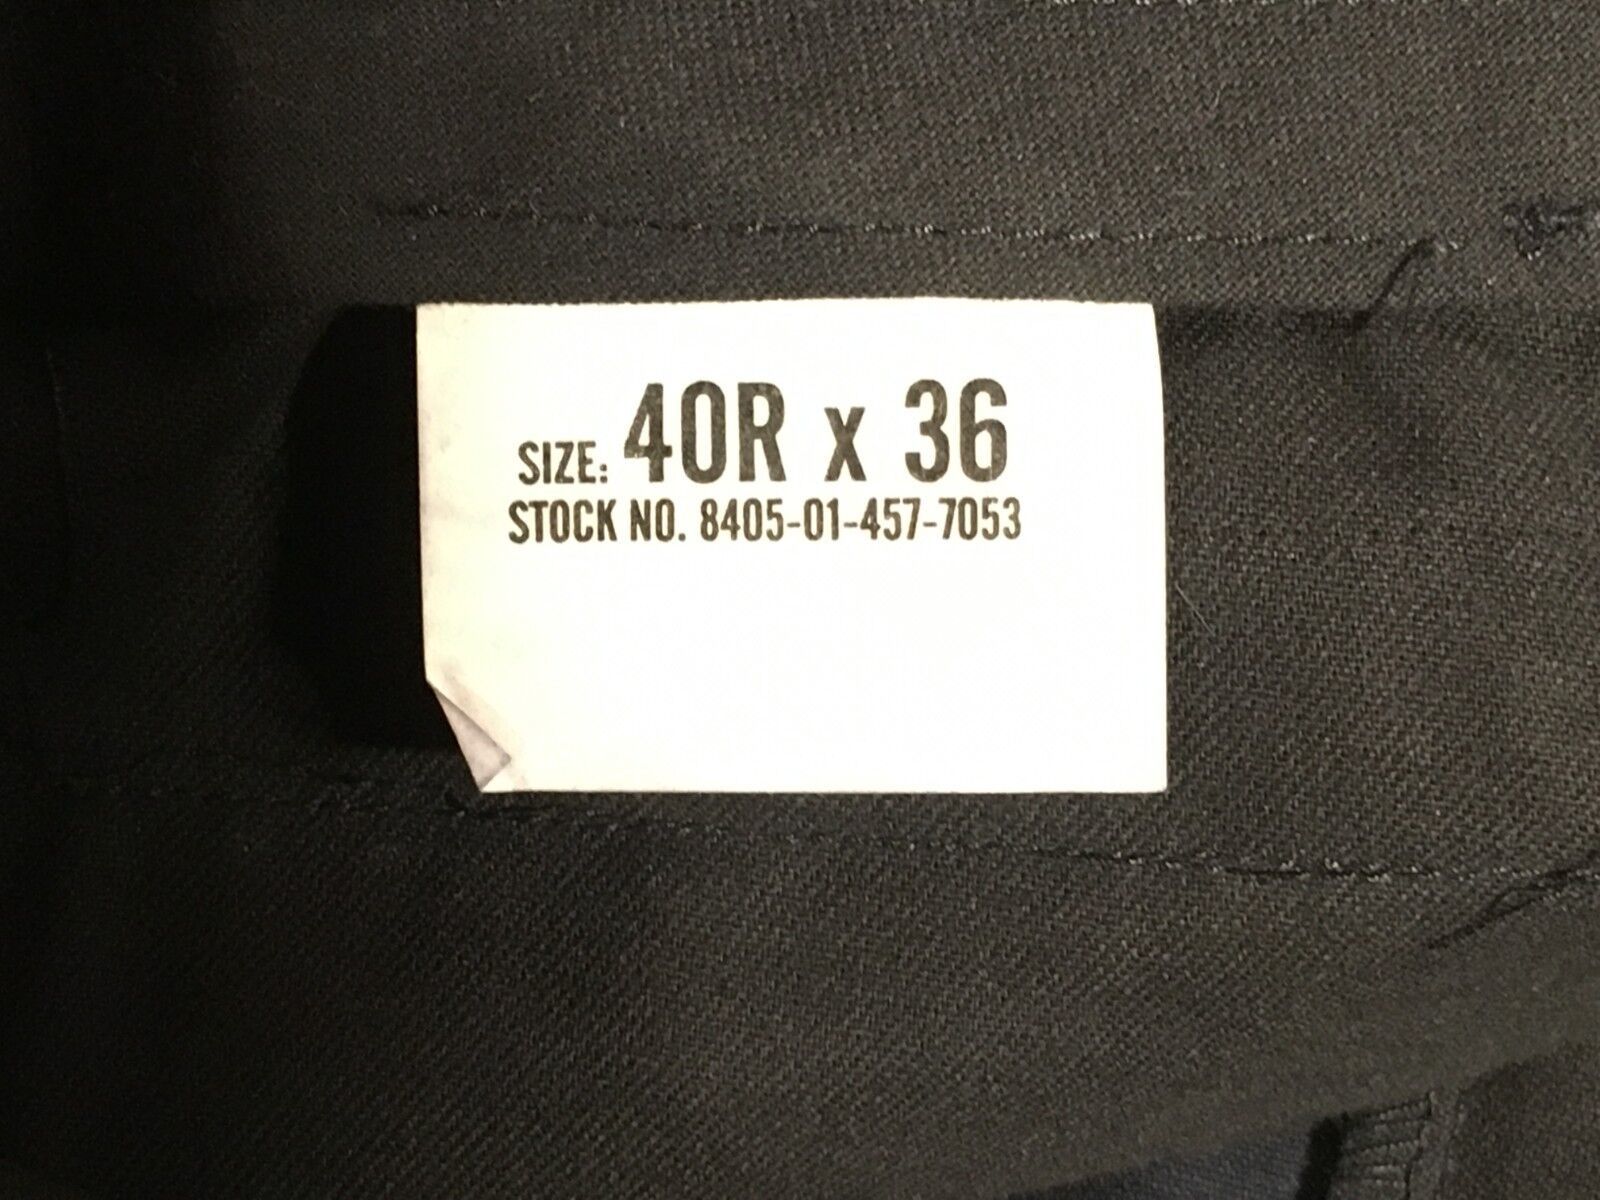 SIZE: 40R x 36
STOCK NO. 8405-01-457-7053